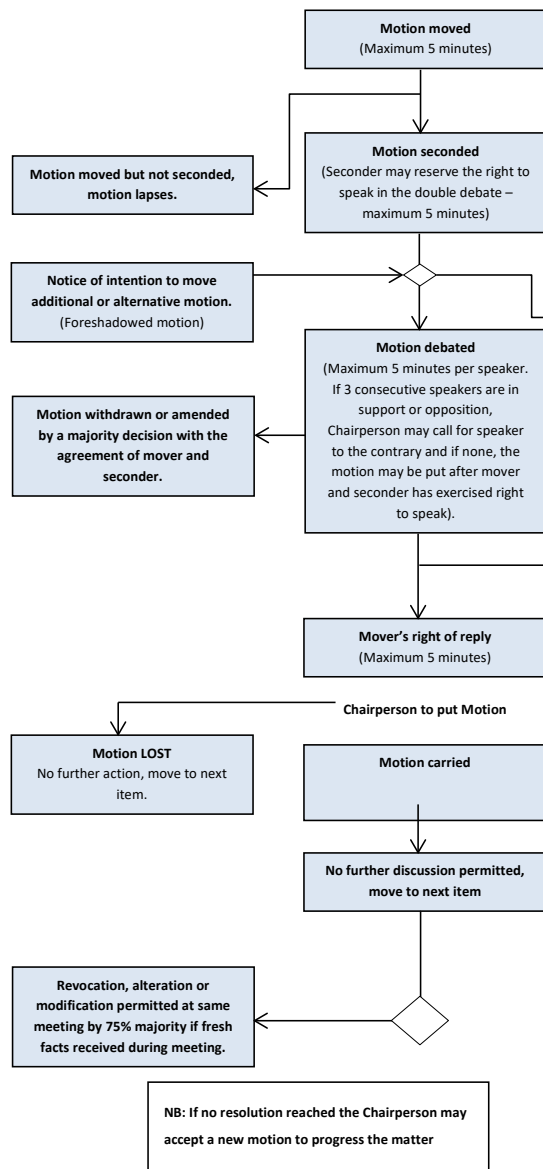 Motion moved
(Maximum 5 minutes)
Motion seconded
(Seconder may reserve the right to
speak in the double debate –
maximum 5 minutes)
Motion moved but not seconded,
motion lapses.
Notice of intention to move
additional or alternative motion.
(Foreshadowed motion)
Motion debated
(Maximum 5 minutes per speaker.
If 3 consecutive speakers are in
support or opposition,
Chairperson may call for speaker
to the contrary and if none, the
motion may be put after mover
and seconder has exercised right
to speak).
Motion withdrawn or amended
by a majority decision with the
agreement of mover and
seconder.
Mover’s right of reply
(Maximum 5 minutes)
Chairperson to put Motion
Motion LOST
No further action, move to next
item.
Motion carried
No further discussion permitted,
move to next item
Revocation, alteration or
modification permitted at same
meeting by 75% majority if fresh
facts received during meeting.
NB: If no resolution reached the Chairperson may
accept a new motion to progress the matter